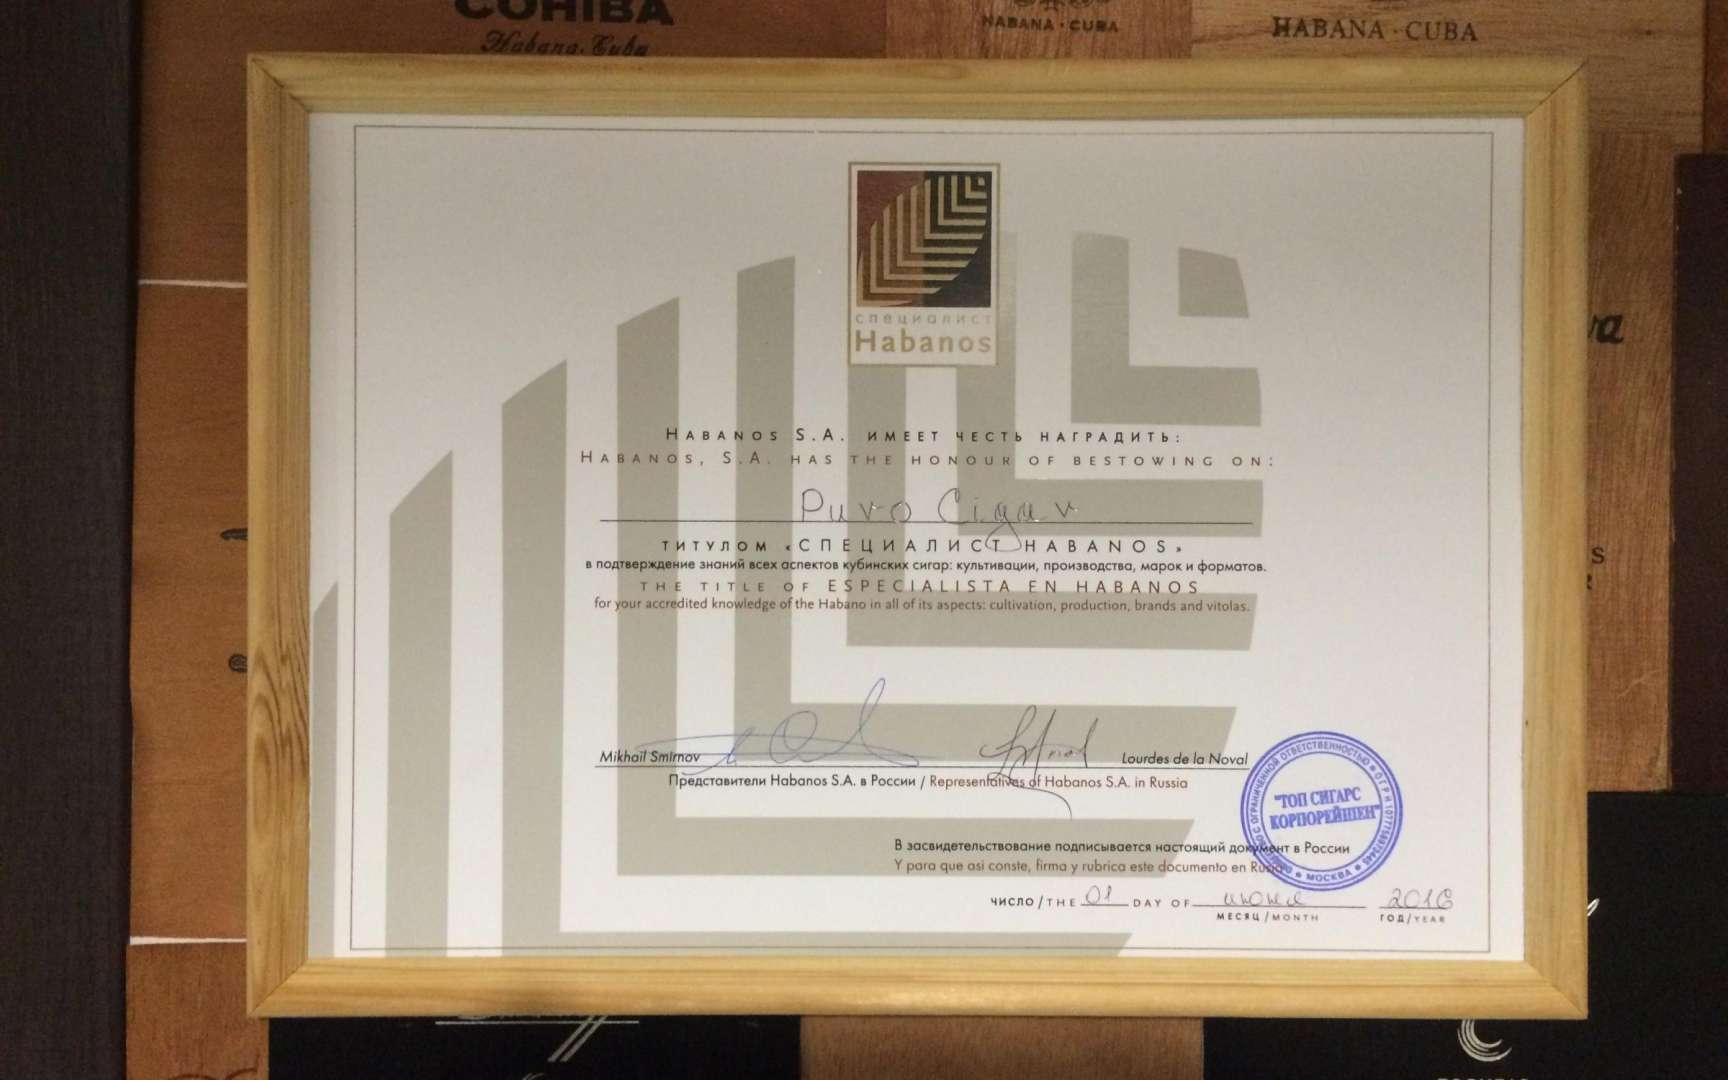 COHIBA
Habana.Cuba
HABANA · CUBA
HABANA · CUBA
специалист
Habanos
HABANOS S.A. ИМЕЕТ ЧЕСТЬ НАГРАДИТЬ:
HABANOS, S.A. HAS THE HONOUR OF BESTOWING ON:
Puro Cigar
ТИТУЛОМ «СПЕЦИАЛИСТ HABANOS»
в подтверждение знаний всех аспектов кубинских сигар: культивации, производства, марок и форматов.
THE TITLE OF ESPECIALISTA EN HABANOS
for your accredited knowledge of the Habano in all of its aspects: cultivation, production, brands and vitolas.
Mikhail Smirnov
Lourdes de la Noval
Представители Habanos S.A. в России / Representatives of Habanos S.A. in Russia
"ТОП СИГАРС
КОРПОРЕЙШЕН"
МОСКВА
В засвидетельствование подписывается настоящий документ в России
Y para que asi conste, firma y rubrica este documento en Rusia
ЧИСЛО/THE 01 DAY OF июня 2016
МЕСЯЦ/MONTH ГОД/YEAR